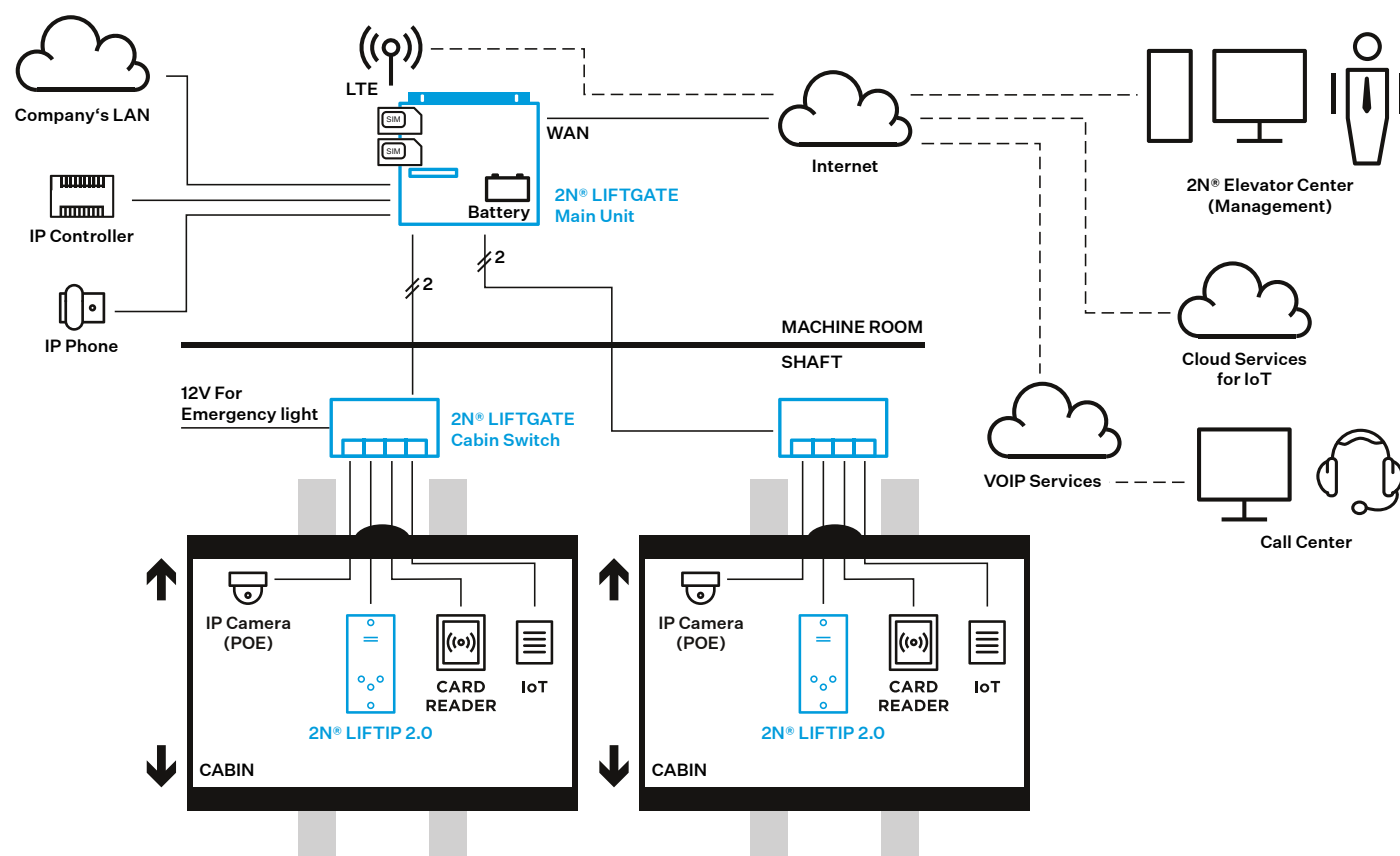 Company‘s LAN
LTE
SIM
SIM
WAN
Internet
2N® Elevator Center
(Management)
IP Controller
Battery
2N® LIFTGATE
Main Unit
2
2
IP Phone
MACHINE ROOM
SHAFT
Cloud Services
for IoT
12V For
Emergency light
2N® LIFTGATE
Cabin Switch
VOIP Services
Call Center
IP Camera
(POE)
CARD
READER
IoT
2N® LIFTIP 2.0
CABIN
IP Camera
(POE)
CARD
READER
IoT
2N® LIFTIP 2.0
CABIN